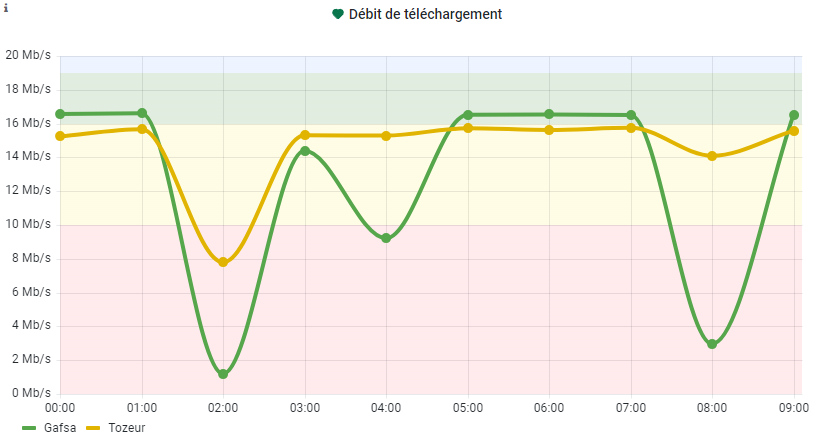 Débit de téléchargement
20 Mb/s
18 Mb/s
16 Mb/s
14 Mb/s
12 Mb/s
10 Mb/s
8 Mb/s
6 Mb/s
4 Mb/s
2 Mb/s
0 Mb/s
00:00 01:00 02:00 03:00 04:00 05:00 06:00 07:00 08:00 09:00
Gafsa Tozeur